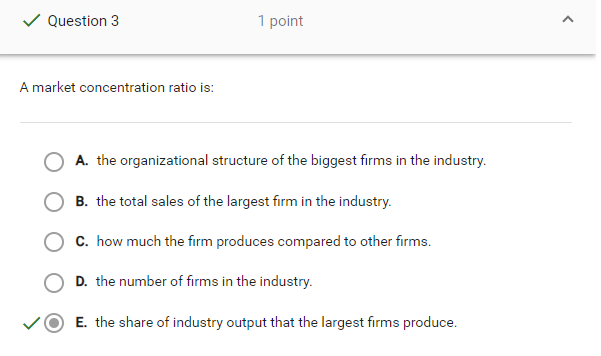 Question 3 1 point
A market concentration ratio is:
A. the organizational structure of the biggest firms in the industry.
B. the total sales of the largest firm in the industry.
C. how much the firm produces compared to other firms.
D. the number of firms in the industry.
E. the share of industry output that the largest firms produce.